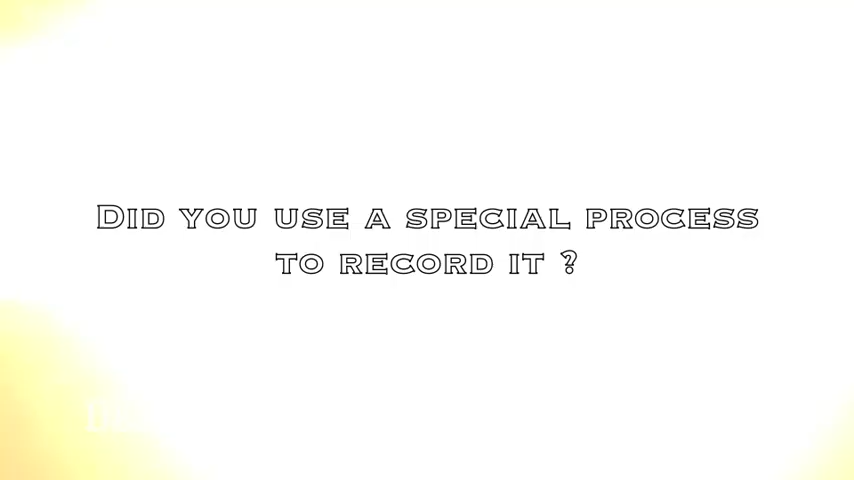 Did you use a special process
to record it ?